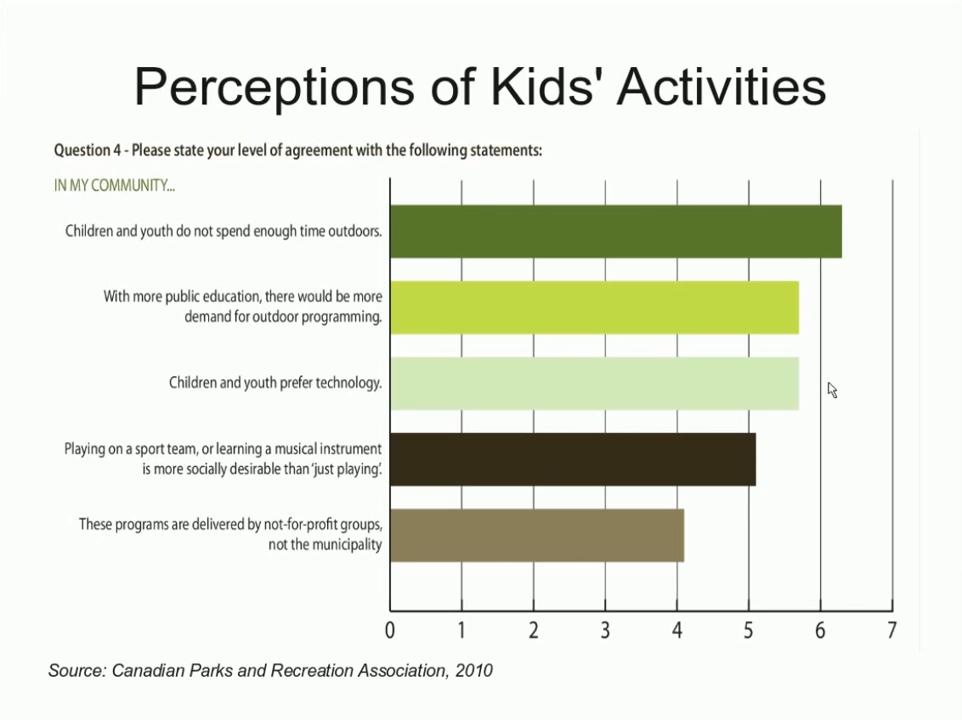 Perceptions of Kids' Activities
Question 4 - Please state your level of agreement with the following statements:
IN MY COMMUNITY...
Children and youth do not spend enough time outdoors.
With more public education, there would be more
demand for outdoor programming.
Children and youth prefer technology.
Playing on a sport team, or learning a musical instrument
is more socially desirable than 'just playing'.
These programs are delivered by not-for-profit groups,
not the municipality
0 1 2 3 4 5 6 7
Source: Canadian Parks and Recreation Association, 2010